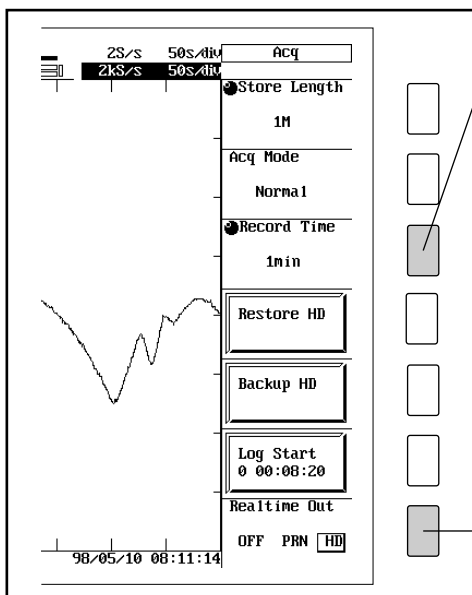 2S/s 50s/div
2kS/s 50s/div
Acq
Store Length
1M
Acq Mode
Normal
Record Time
1min
Restore HD
Backup HD
Log Start
0 00:08:20
Realtime Out
OFF PRN HD
98/05/10 08:11:14